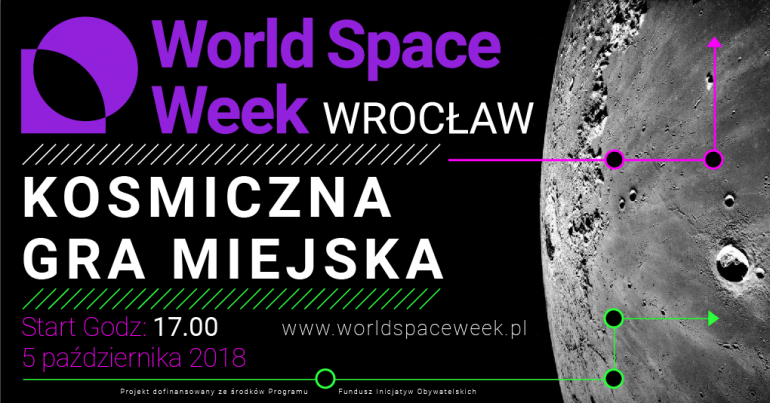 World Space
Week WROCŁAW
KOSMICZNA
GRA MIEJSKA
Start Godz: 17.00
www.worldspaceweek.pl
5 października 2018
Projekt dofinansowany ze środków Programu Fundusz Inicjatyw Obywatelskich